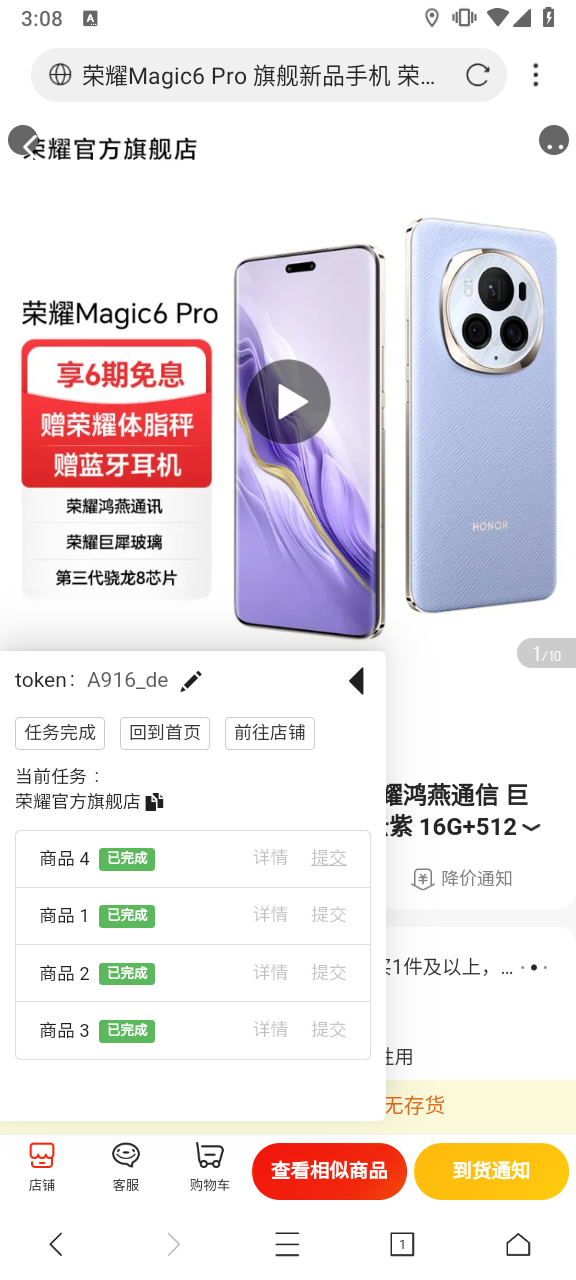 3:08
A
荣耀Magic6 Pro 旗舰新品手机 荣…
荣耀官方旗舰店
荣耀Magic6 Pro
享6期免息
赠荣耀体脂秤
赠蓝牙耳机
荣耀鸿燕通讯
荣耀巨犀玻璃
第三代骁龙8芯片
HONOR
1/10
token: A916_de
任务完成 回到首页 前往店铺
当前任务：
荣耀官方旗舰店
商品 4 已完成 详情 提交
商品 1 已完成 详情 提交
商品 2 已完成 详情 提交
商品 3 已完成 详情 提交
耀鸿燕通信 巨
紫 16G+512
¥ 降价通知
买1件及以上，…
性用
无存货
店铺 客服 购物车 查看相似商品 到货通知
1